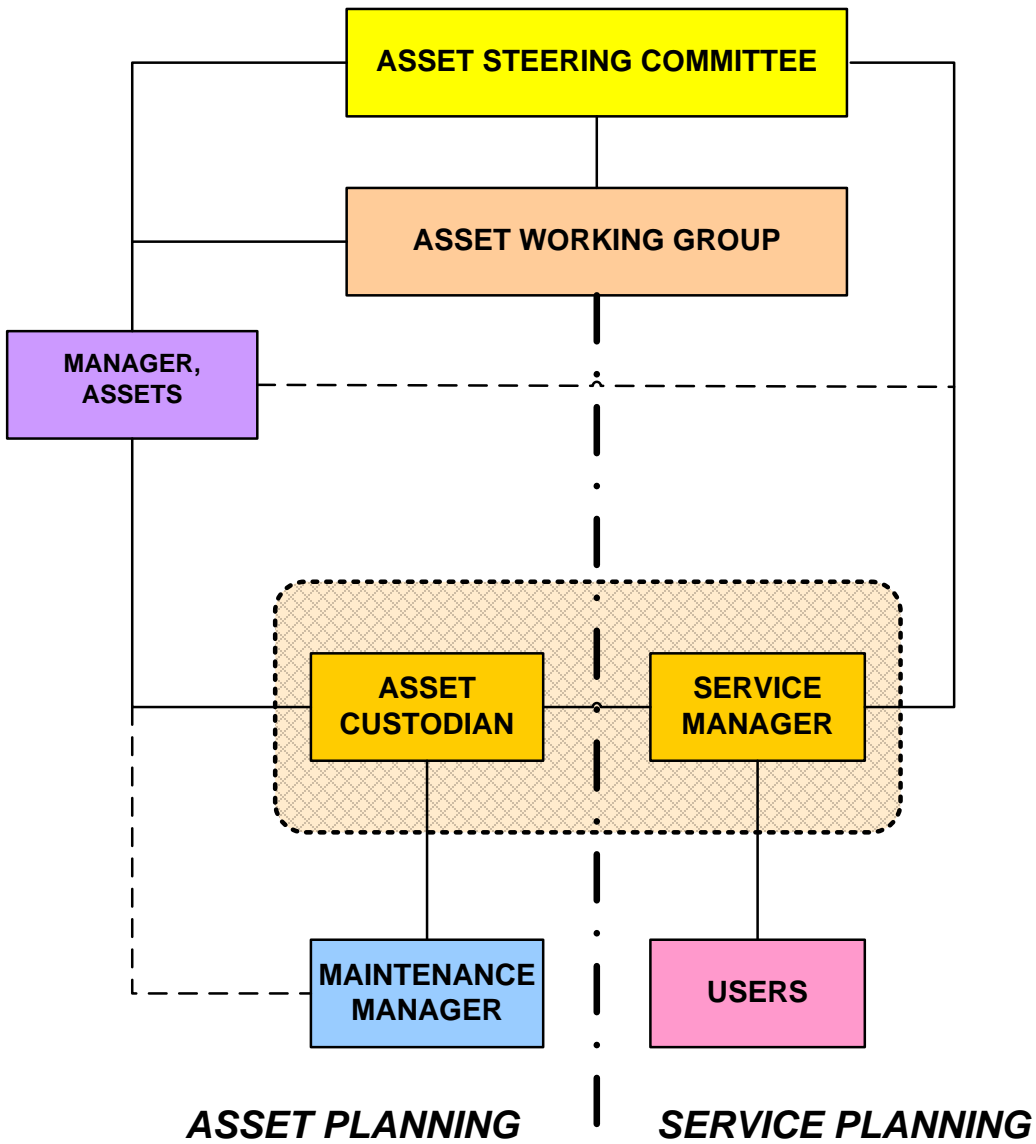 ASSET STEERING COMMITTEE
ASSET WORKING GROUP
MANAGER,
ASSETS
ASSET
CUSTODIAN
SERVICE
MANAGER
MAINTENANCE
MANAGER
USERS
ASSET PLANNING
SERVICE PLANNING